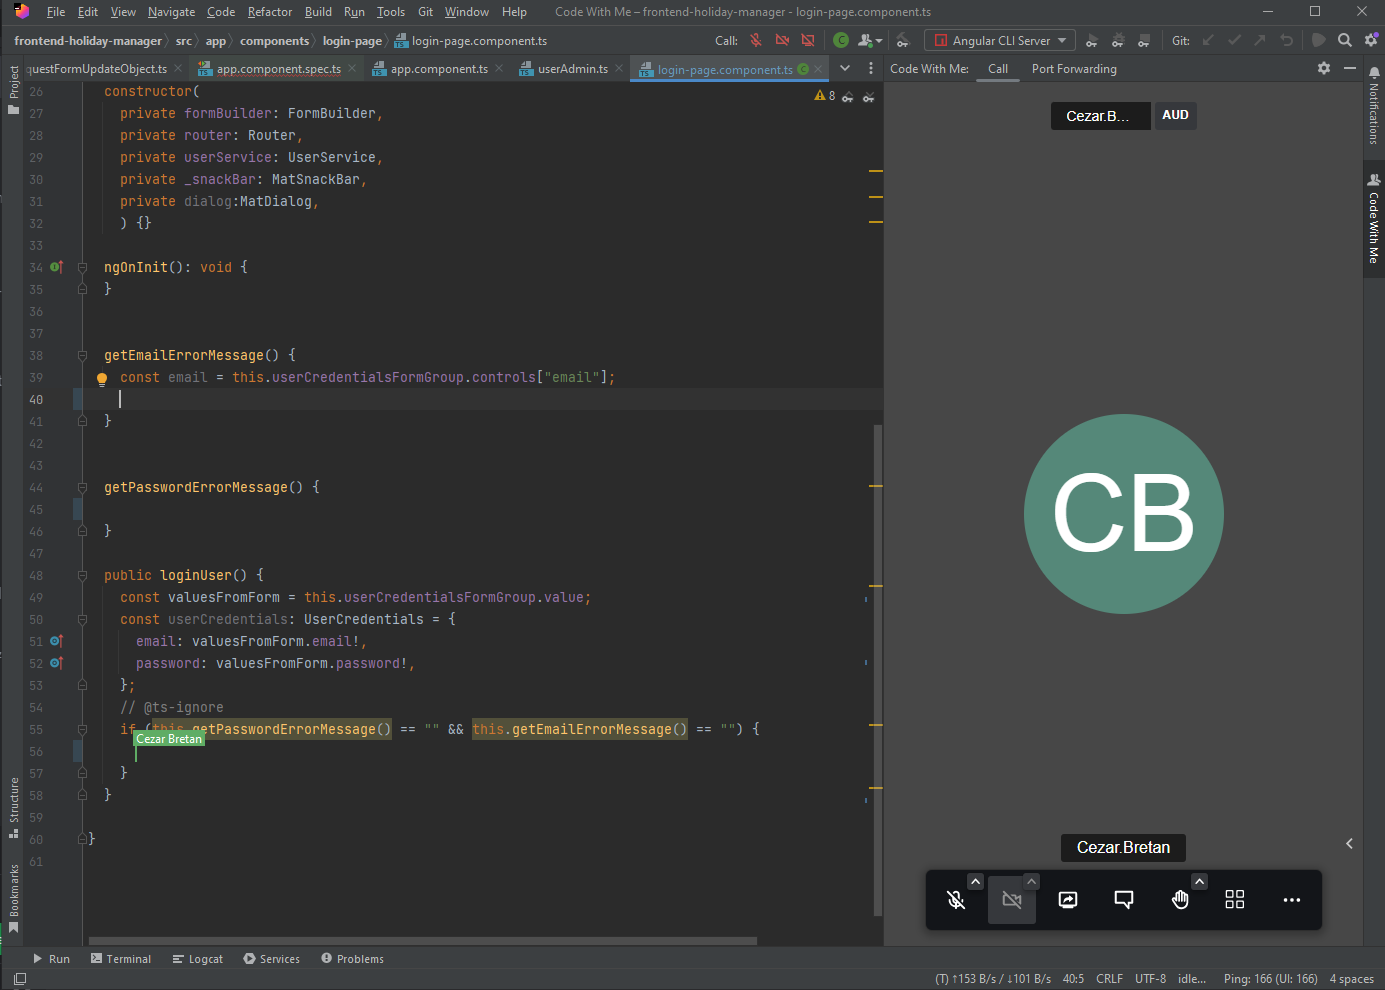 File Edit View Navigate Code Refactor Build Run Tools Git Window Help Code With Me – frontend-holiday-manager - login-page.component.ts
frontend-holiday-manager src app components login-page login-page.component.ts Call: C Angular CLI Server Git:
questFormUpdateObject.ts app.component.spec.ts app.component.ts userAdmin.ts login-page.component.ts Code With Me: Call Port Forwarding
Project
Notifications
Code With Me
Structure
Bookmarks
8
26 constructor(
27 private formBuilder: FormBuilder,
28 private router: Router,
29 private userService: UserService,
30 private _snackBar: MatSnackBar,
31 private dialog:MatDialog,
32 ) {}
33
34 ngOnInit(): void {
35 }
36
37
38 getEmailErrorMessage() {
39 const email = this.userCredentialsFormGroup.controls["email"];
40
41 }
42
43
44 getPasswordErrorMessage() {
45
46 }
47
48 public loginUser() {
49 const valuesFromForm = this.userCredentialsFormGroup.value;
50 const userCredentials: UserCredentials = {
51 email: valuesFromForm.email!,
52 password: valuesFromForm.password!,
53 };
54 // @ts-ignore
55 if (this.getPasswordErrorMessage() == "" && this.getEmailErrorMessage() == "") {
Cezar Bretan
56
57 }
58 }
59
60 }
61
Cezar.B...
AUD
CB
Cezar.Bretan
Run Terminal Logcat Services Problems
(T) ↑153 B/s / ↓101 B/s 40:5 CRLF UTF-8 idle... Ping: 166 (UI: 166) 4 spaces